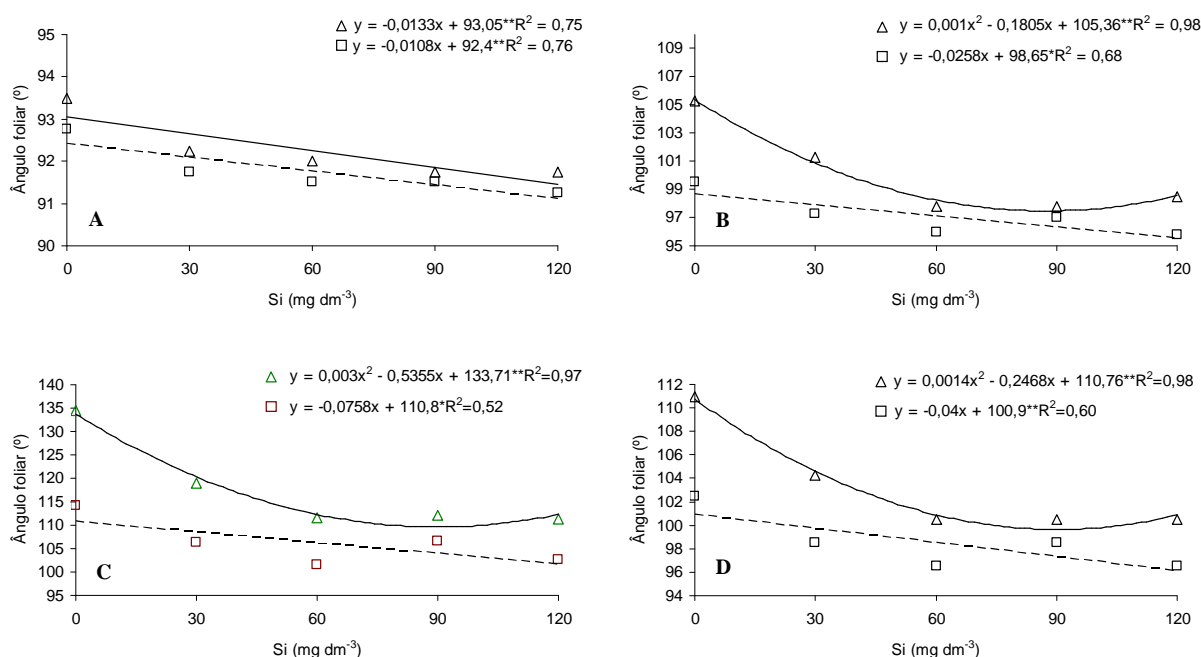 y = -0,0133x + 93,05**R² = 0,75
y = -0,0108x + 92,4**R² = 0,76
95
94
93
92
91
90
Ângulo foliar (º)
A
0 30 60 90 120
Si (mg dm⁻³)
y = 0,001x² - 0,1805x + 105,36**R² = 0,98
y = -0,0258x + 98,65*R² = 0,68
109
107
105
103
101
99
97
95
Ângulo foliar (º)
B
0 30 60 90 120
Si (mg dm⁻³)
y = 0,003x² - 0,5355x + 133,71**R²=0,97
y = -0,0758x + 110,8*R²=0,52
140
135
130
125
120
115
110
105
100
95
Ângulo foliar (º)
C
0 30 60 90 120
Si (mg dm⁻³)
y = 0,0014x² - 0,2468x + 110,76**R²=0,98
y = -0,04x + 100,9**R²=0,60
112
110
108
106
104
102
100
98
96
94
Ângulo foliar (º)
D
0 30 60 90 120
Si (mg dm⁻³)